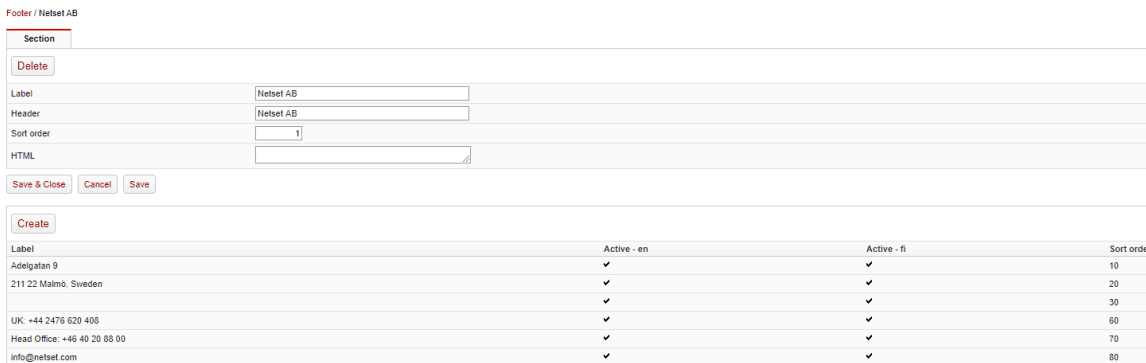 Footer / Netset AB
Section
Delete
Label Netset AB
Header Netset AB
Sort order 1
HTML
Save & Close Cancel Save
Create
Label Active - en Active - fi Sort orde
Adelgatan 9 10
211 22 Malmö, Sweden 20
30
UK: +44 2476 620 408 60
Head Office: +46 40 20 88 00 70
info@netset.com 80